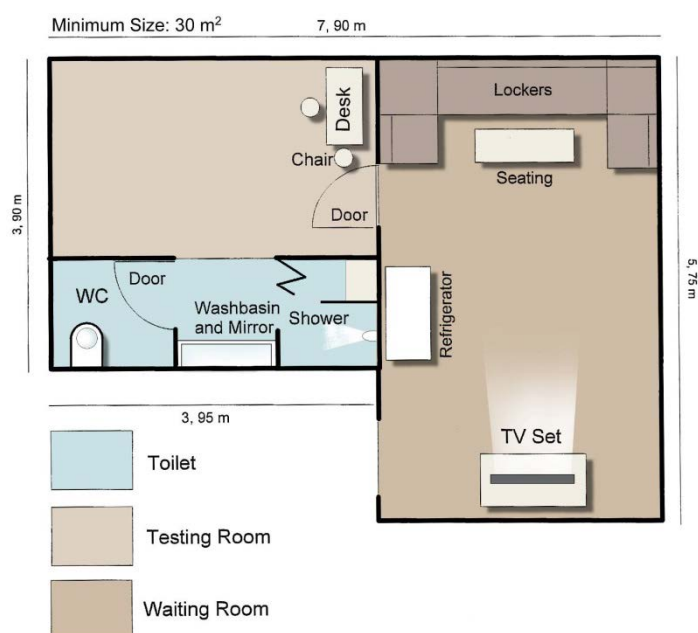 Minimum Size: 30 m²
7, 90 m
Lockers
Desk
Chair
Seating
Door
3, 90 m
5, 75 m
WC
Door
Washbasin
and Mirror
Shower
Refrigerator
3, 95 m
TV Set
Toilet
Testing Room
Waiting Room